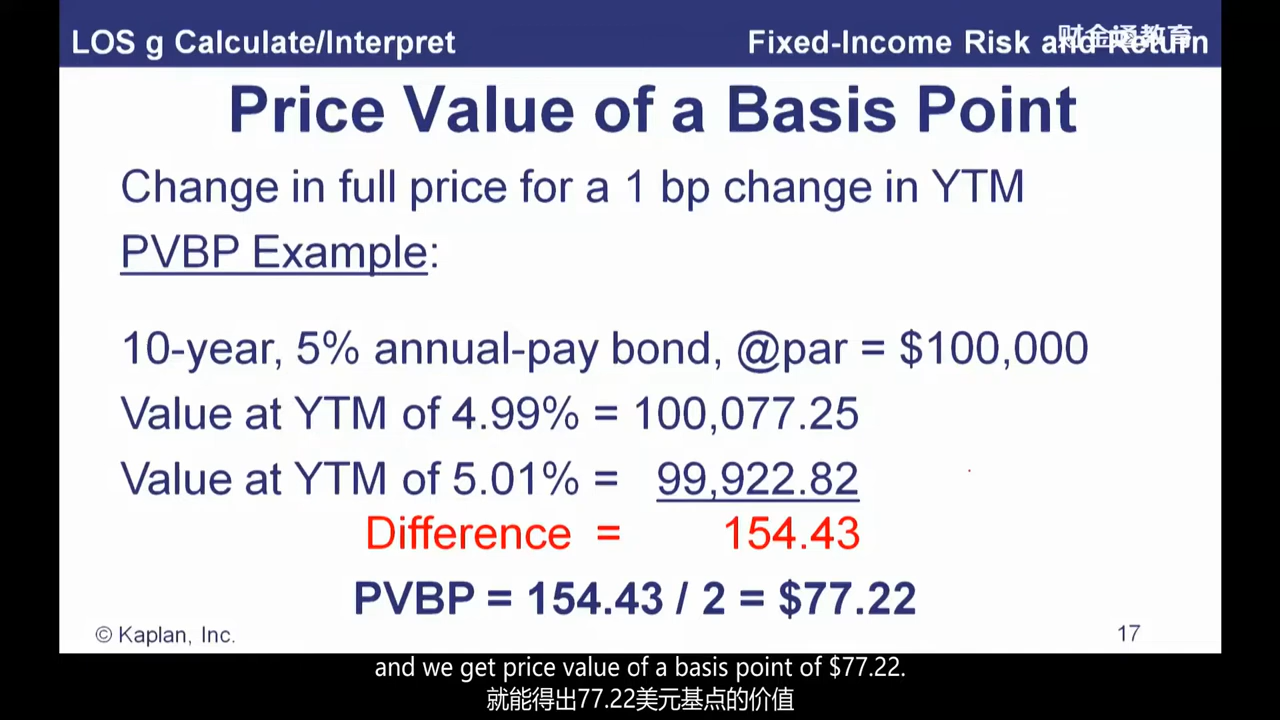 LOS g Calculate/Interpret
Fixed-Income Risk and Return
财金通教育
Price Value of a Basis Point
Change in full price for a 1 bp change in YTM
PVBP Example:
10-year, 5% annual-pay bond, @par = $100,000
Value at YTM of 4.99% = 100,077.25
Value at YTM of 5.01% = 99,922.82
Difference = 154.43
PVBP = 154.43 / 2 = $77.22
© Kaplan, Inc.
17
and we get price value of a basis point of $77.22.
就能得出77.22美元基点的价值